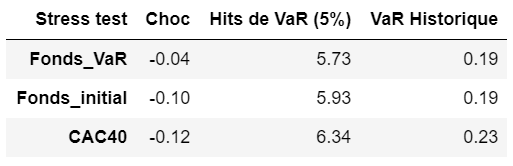 Stress test Choc Hits de VaR (5%) VaR Historique
Fonds_VaR -0.04 5.73 0.19
Fonds_initial -0.10 5.93 0.19
CAC40 -0.12 6.34 0.23